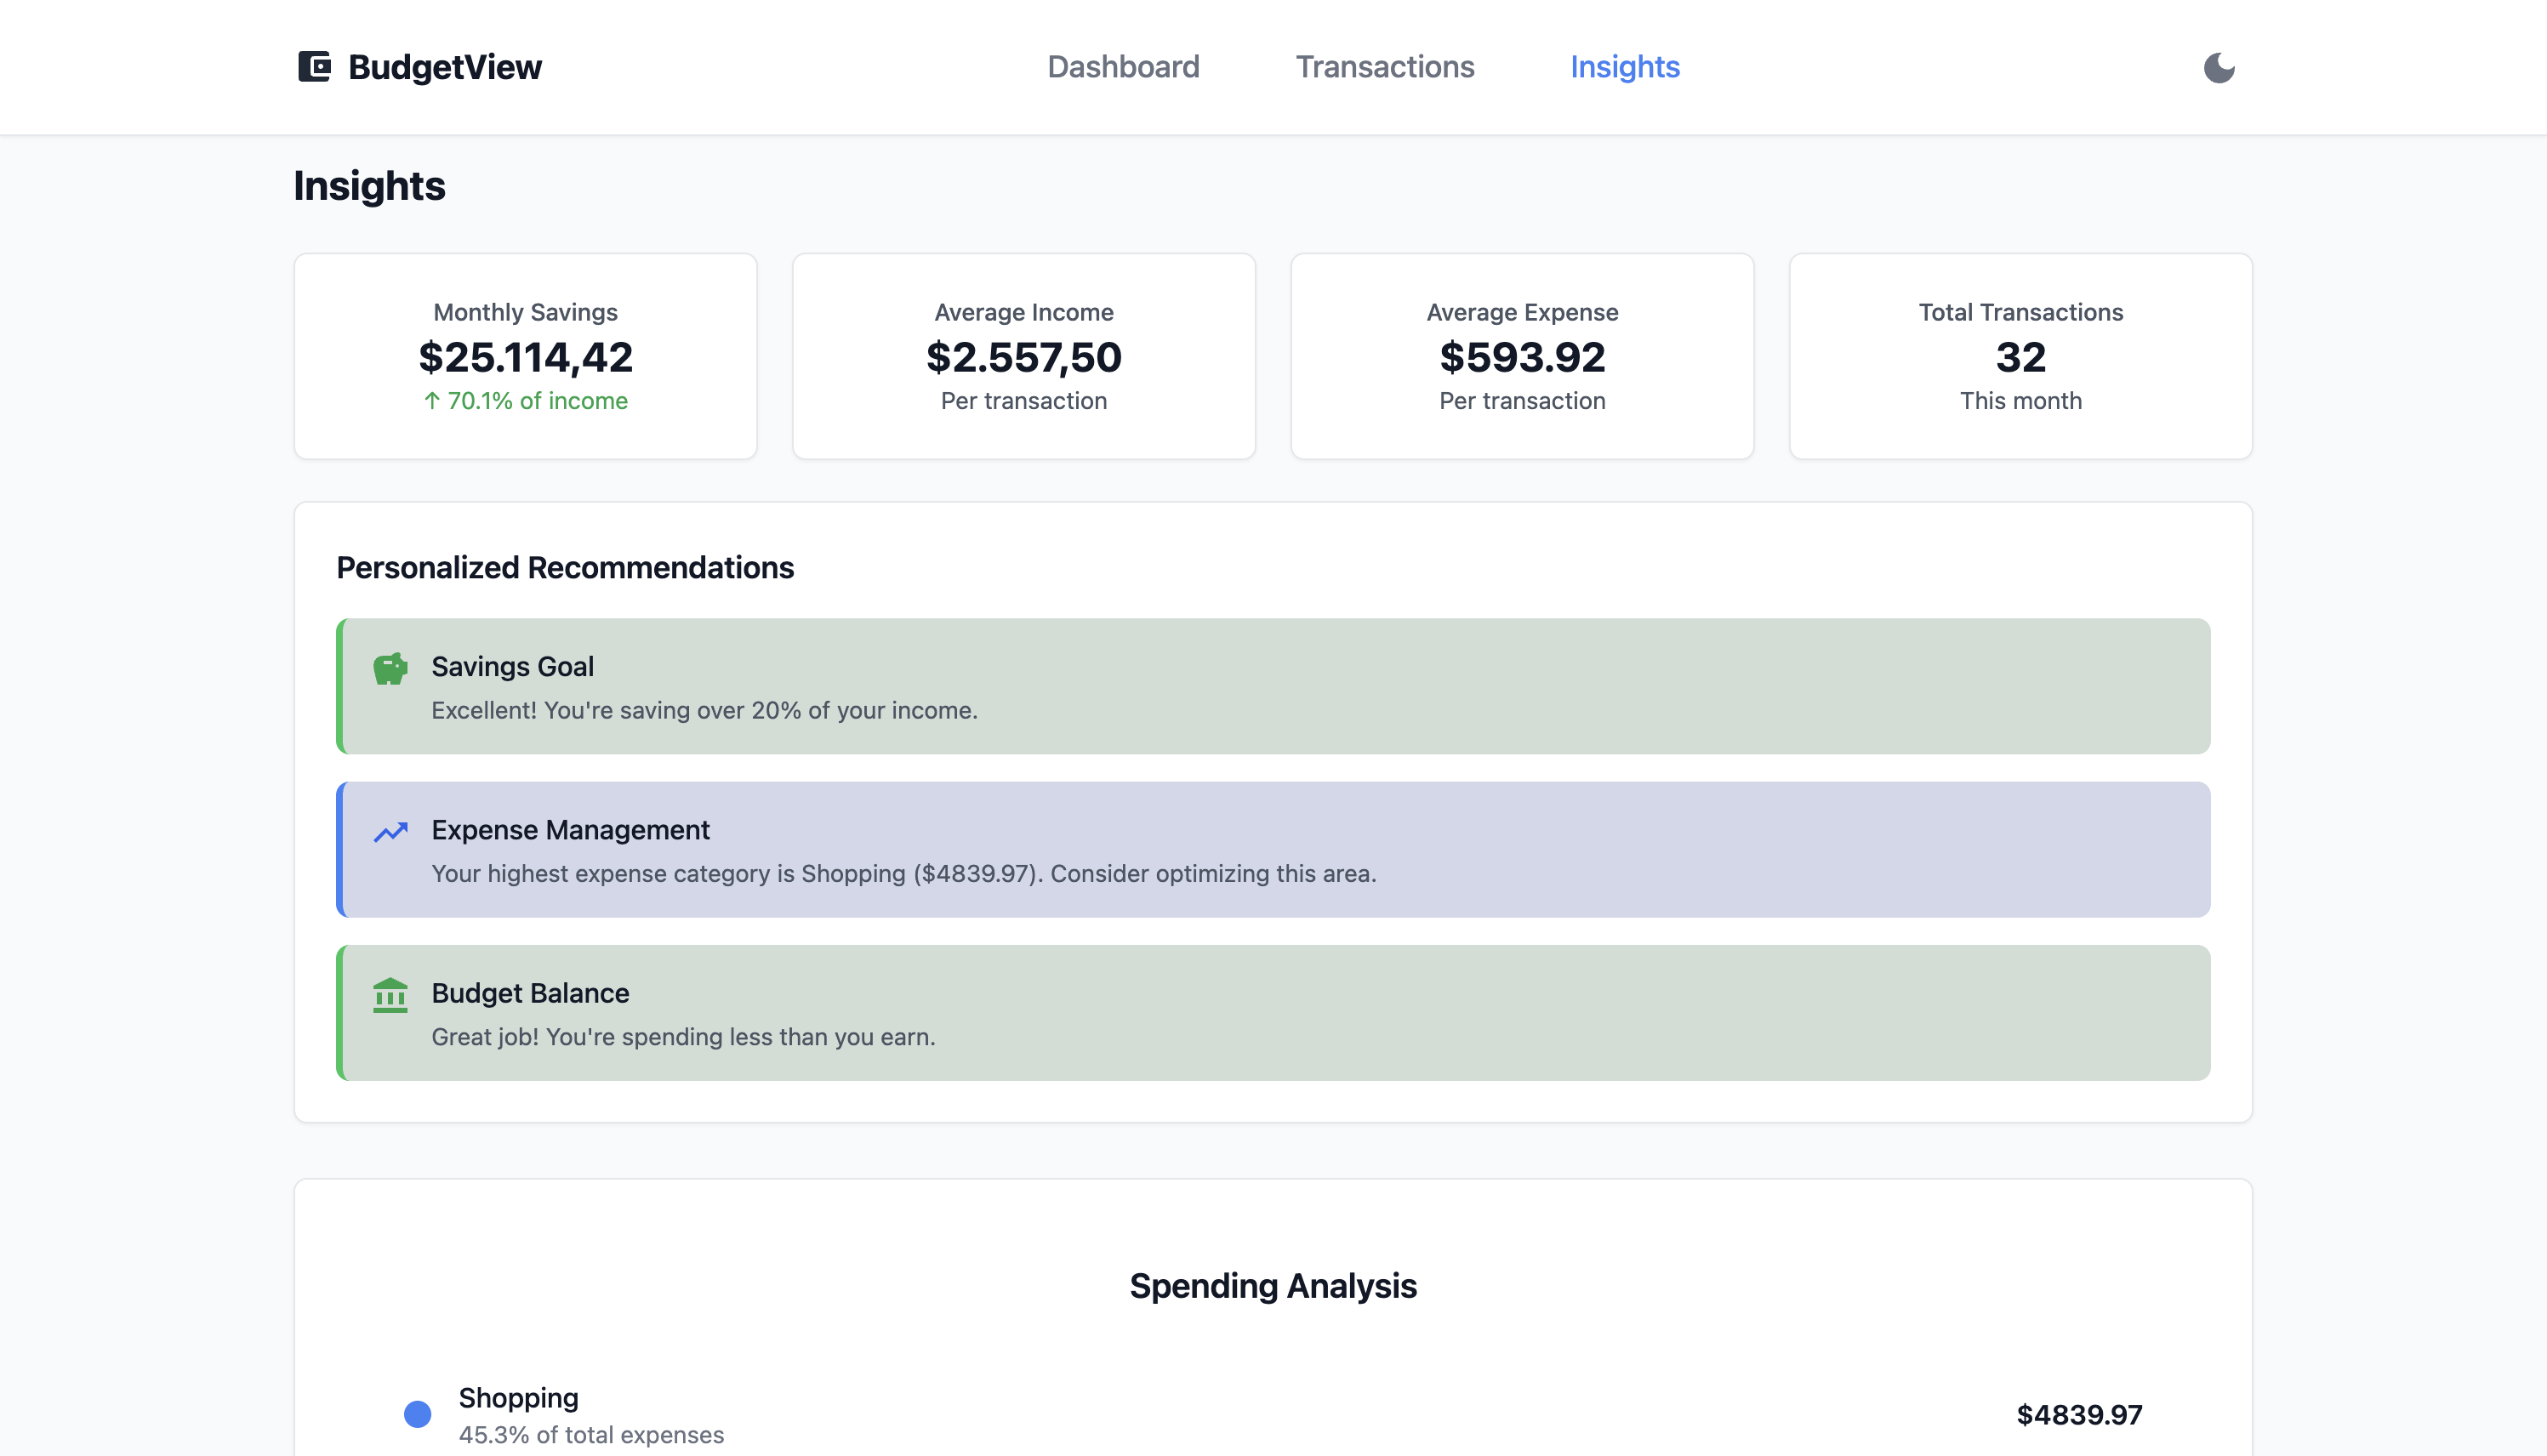 BudgetView
Dashboard Transactions Insights
Insights
Monthly Savings
$25.114,42
↑ 70.1% of income
Average Income
$2.557,50
Per transaction
Average Expense
$593.92
Per transaction
Total Transactions
32
This month
Personalized Recommendations
Savings Goal
Excellent! You're saving over 20% of your income.
Expense Management
Your highest expense category is Shopping ($4839.97). Consider optimizing this area.
Budget Balance
Great job! You're spending less than you earn.
Spending Analysis
Shopping
45.3% of total expenses
$4839.97